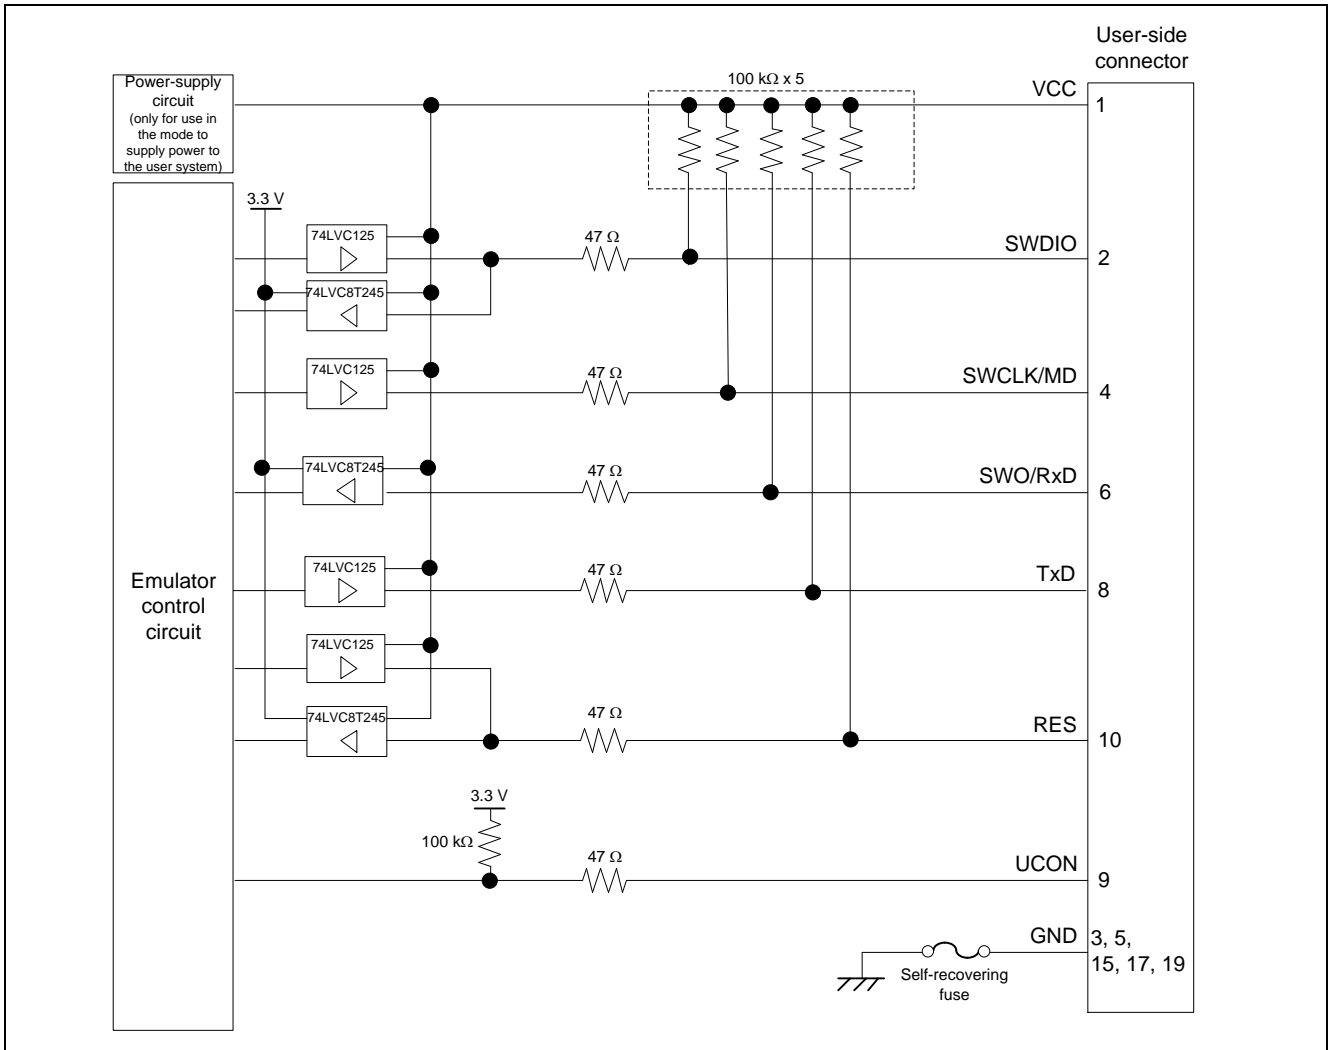 User-side
connector
Power-supply
circuit
(only for use in
the mode to
supply power to
the user system)
100 kΩ x 5
VCC
1
3.3 V
74LVC125
47 Ω
SWDIO
2
74LVC8T245
74LVC125
47 Ω
SWCLK/MD
4
74LVC8T245
47 Ω
SWO/RxD
6
74LVC125
47 Ω
TxD
8
Emulator
control
circuit
74LVC125
74LVC8T245
47 Ω
RES
10
3.3 V
100 kΩ
47 Ω
UCON
9
GND
3, 5,
15, 17, 19
Self-recovering
fuse